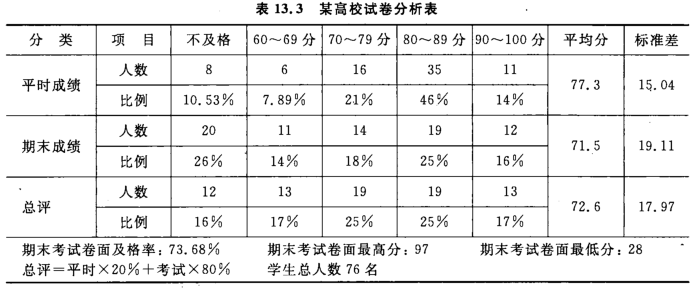 表 13.3 某高校试卷分析表
分 类 项 目 不及格 60～69 分 70～79 分 80～89 分 90～100 分 平均分 标准差
平时成绩 人数 8 6 16 35 11 77.3 15.04
比例 10.53% 7.89% 21% 46% 14%
期末成绩 人数 20 11 14 19 12 71.5 19.11
比例 26% 14% 18% 25% 16%
总评 人数 12 13 19 19 13 72.6 17.97
比例 16% 17% 25% 25% 17%
期末考试卷面及格率：73.68% 期末考试卷面最高分：97 期末考试卷面最低分：28
总评＝平时×20%＋考试×80% 学生总人数 76 名